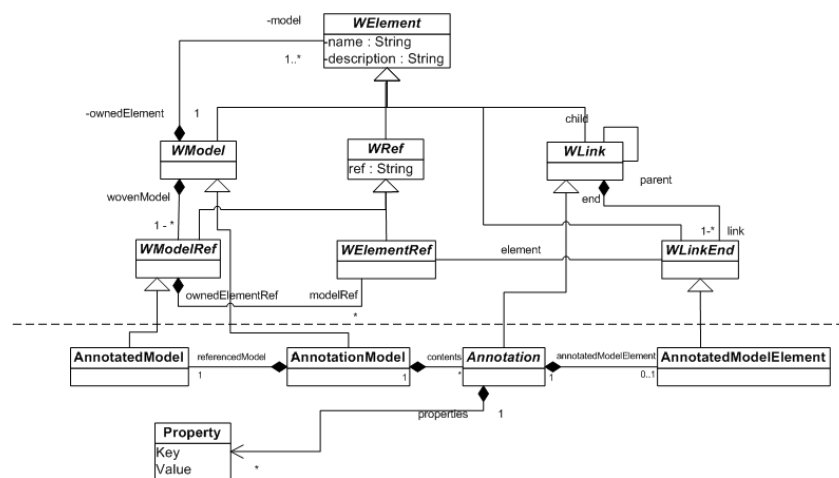 -model
WElement
-name : String
1..*
-description : String
-ownedElement
1
child
WModel
WRef
WLink
ref : String
wovenModel
end
parent
1 - *
1-*
link
WModelRef
WElementRef
element
WLinkEnd
ownedElementRef
modelRef
*
AnnotatedModel
referencedModel
AnnotationModel
contents
Annotation
annotatedModelElement
AnnotatedModelElement
1
1
*
1
0..1
properties
1
Property
Key
Value
*